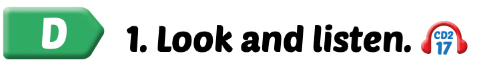 D 1. Look and listen. CD2 17